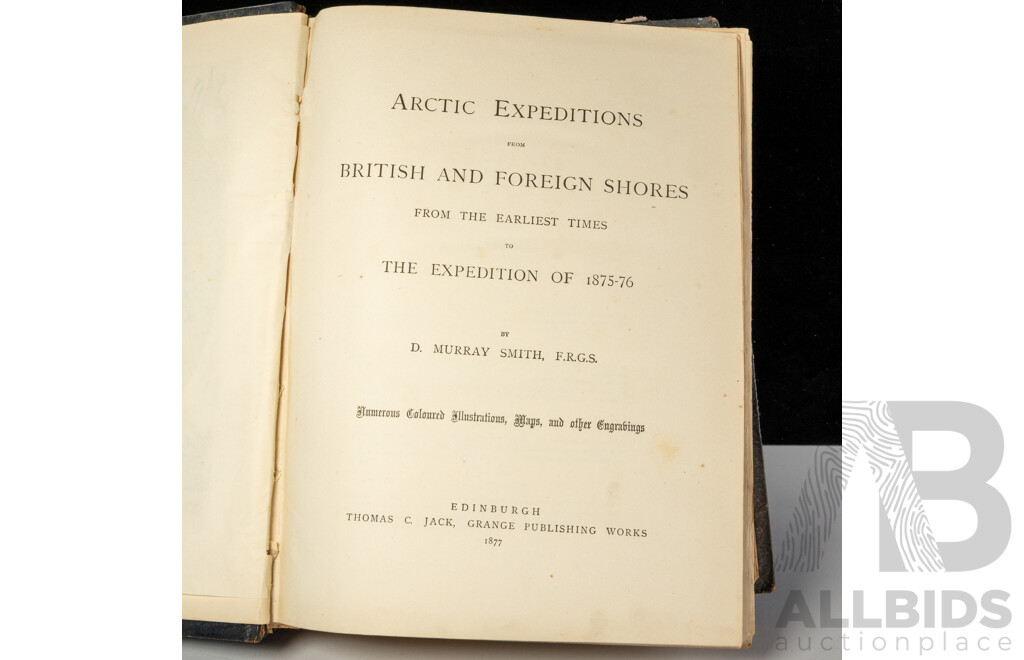 ARCTIC EXPEDITIONS
FROM
BRITISH AND FOREIGN SHORES
FROM THE EARLIEST TIMES
TO
THE EXPEDITION OF 1875-76
BY
D. MURRAY SMITH, F.R.G.S.
Numerous Coloured Illustrations, Maps, and other Engravings
EDINBURGH
THOMAS C. JACK, GRANGE PUBLISHING WORKS
1877
AB
ALLBIDS
auctionplace